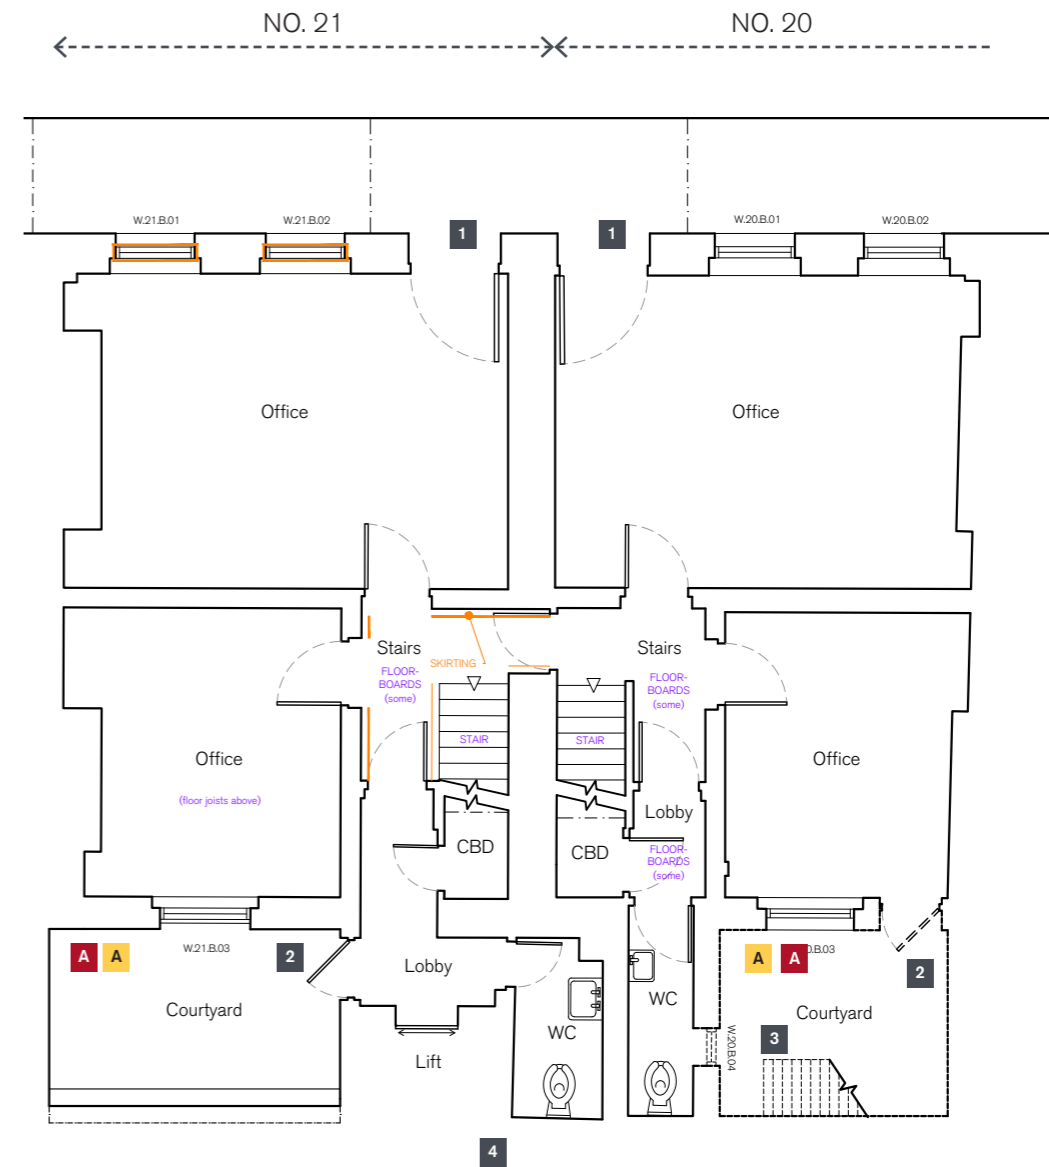 NO. 21
NO. 20
W.21.B.01
W.21.B.02
W.20.B.01
W.20.B.02
1
1
Office
Office
Stairs
Stairs
SKIRTING
FLOOR-
BOARDS
(some)
FLOOR-
BOARDS
(some)
STAIR
STAIR
Office
Office
(floor joists above)
Lobby
CBD
CBD
FLOOR-
BOARDS
(some)
W.21.B.03
0.B.03
A
A
2
A
A
2
Lobby
Courtyard
WC
Courtyard
WC
3
W.20.B.04
Lift
4